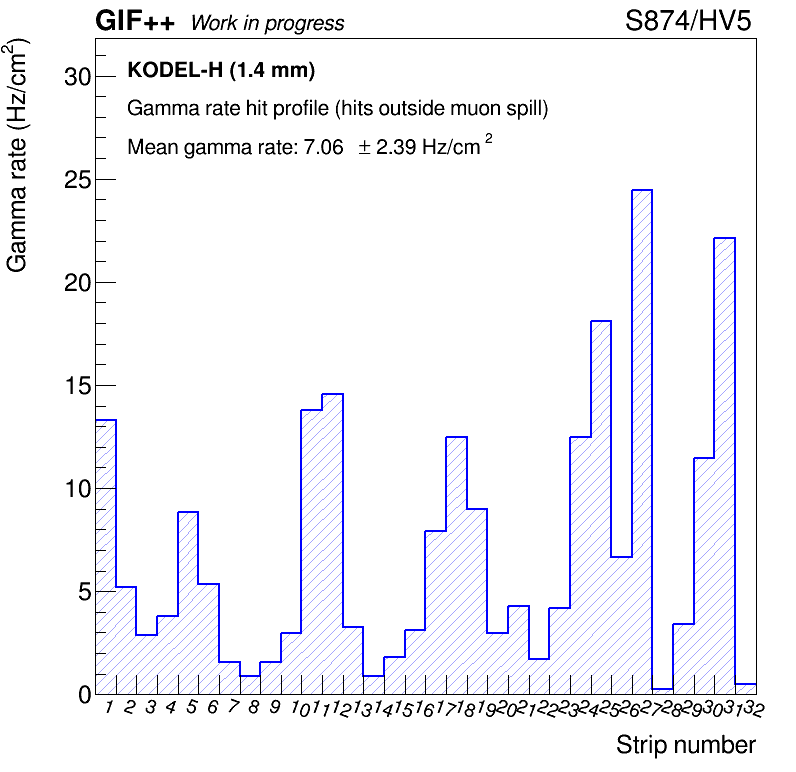 GIF++ Work in progress S874/HV5
Gamma rate (Hz/cm²)
KODEL-H (1.4 mm)
Gamma rate hit profile (hits outside muon spill)
Mean gamma rate: 7.06 ± 2.39 Hz/cm²
30
25
20
15
10
5
0
1 2 3 4 5 6 7 8 9 10 11 12 13 14 15 16 17 18 19 20 21 22 23 24 25 26 27 28 29 30 31 32
Strip number